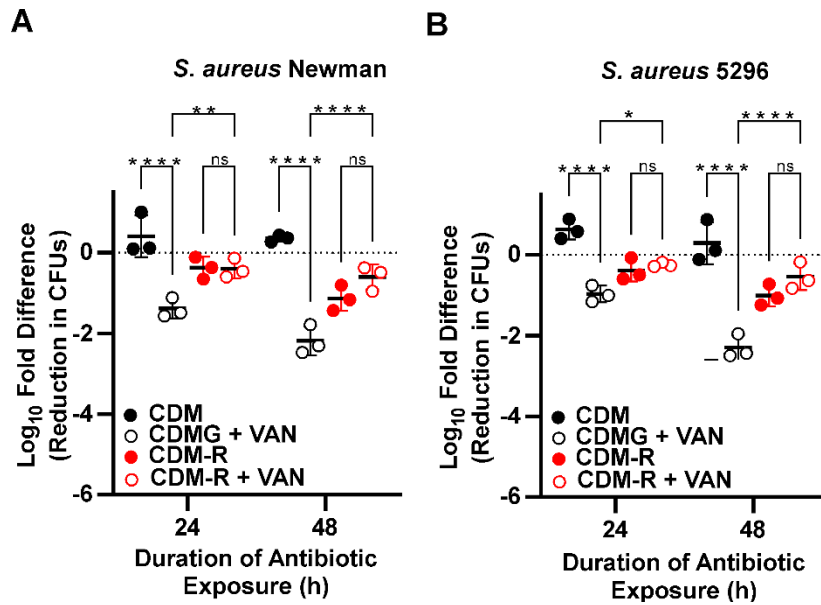 A
S. aureus Newman
**
****
****
ns
****
ns
Log10 Fold Difference
(Reduction in CFUs)
0
-2
-4
-6
CDM
CDMG + VAN
CDM-R
CDM-R + VAN
24
48
Duration of Antibiotic
Exposure (h)
B
S. aureus 5296
*
****
****
ns
****
ns
Log10 Fold Difference
(Reduction in CFUs)
0
-2
-4
-6
CDM
CDMG + VAN
CDM-R
CDM-R + VAN
24
48
Duration of Antibiotic
Exposure (h)